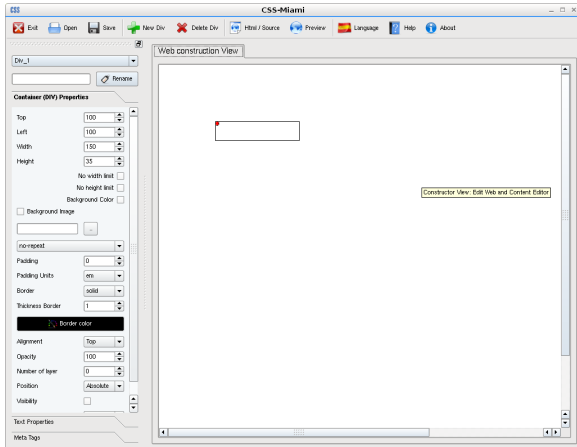 CSS
CSS-Miami
Exit Open Save New Div Delete Div Html / Source Preview Language Help About
Div_1
Rename
Container (DIV) Properties
Top 100
Left 100
Width 150
Height 35
No width limit
No height limit
Background Color
Background Image
..
no-repeat
Padding 0
Padding Units em
Border solid
Thickness Border 1
Border color
Alignment Top
Opacity 100
Number of layer 0
Position Absolute
Visibility
Text Properties
Meta Tags
Web construction View
Constructor View: Edit Web and Content Editor